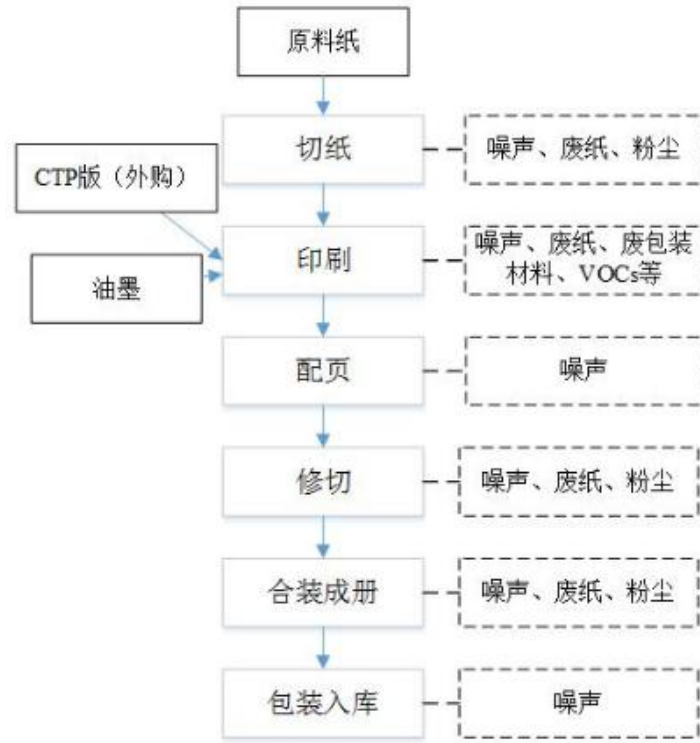 原料纸
切纸
噪声、废纸、粉尘
CTP版（外购）
印刷
噪声、废纸、废包装
材料、VOCs等
油墨
配页
噪声
修切
噪声、废纸、粉尘
合装成册
噪声、废纸、粉尘
包装入库
噪声